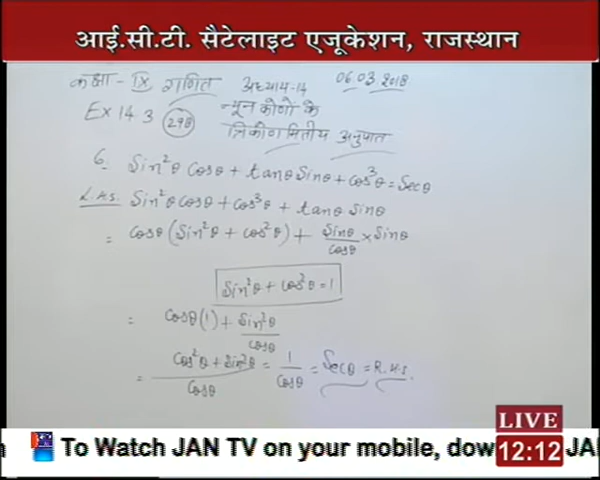 आई.सी.टी. सैटेलाइट एजूकेशन, राजस्थान
कक्षा - IX गणित अध्याय-14 06.03 2018
Ex 14.3 298 न्यून कोणों के
त्रिकोणमितीय अनुपात
6. Sin²θ Cosθ + tanθ Sinθ + Cos³θ = Secθ
L.H.S. Sin²θ Cosθ + Cos³θ + tanθ Sinθ
= Cosθ (Sin²θ + Cos²θ) + Sinθ/Cosθ × Sinθ
Sin²θ + Cos²θ = 1
= Cosθ (1) + Sin²θ/Cosθ
= Cos²θ + Sin²θ/Cosθ = 1/Cosθ = Secθ = R.H.S.
LIVE
To Watch JAN TV on your mobile, dow 12:12 JA